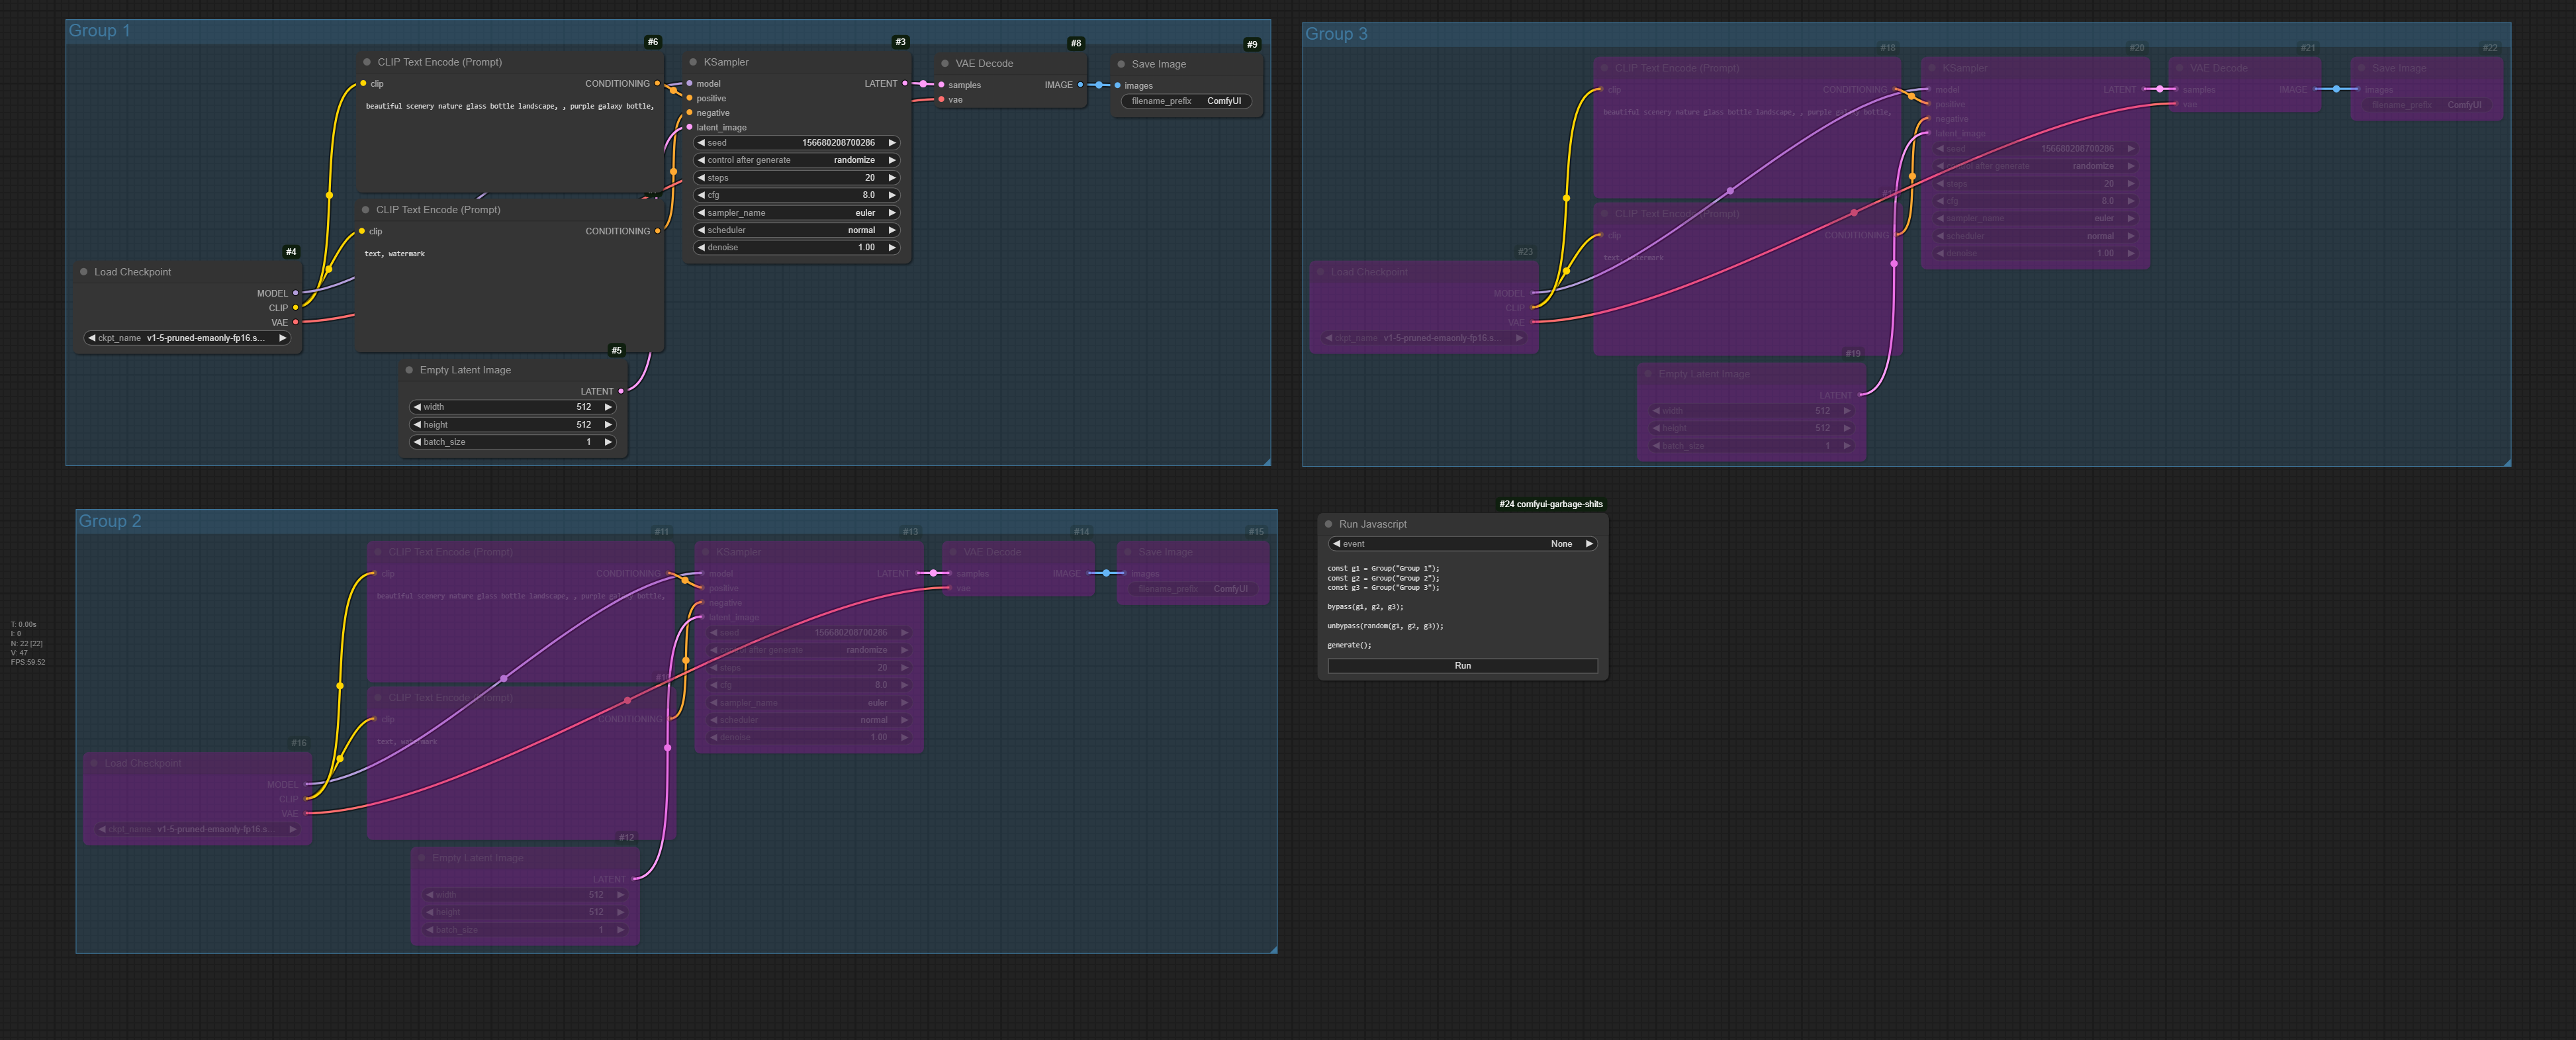 Group 1
#6
CLIP Text Encode (Prompt)
clip
CONDITIONING
beautiful scenery nature glass bottle landscape, , purple galaxy bottle,
CLIP Text Encode (Prompt)
clip
CONDITIONING
text, watermark
#4
Load Checkpoint
MODEL
CLIP
VAE
ckpt_name v1-5-pruned-emaonly-fp16.s...
#5
Empty Latent Image
LATENT
width 512
height 512
batch_size 1
#3
KSampler
model
LATENT
positive
negative
latent_image
seed 156680208700286
control after generate randomize
steps 20
cfg 8.0
sampler_name euler
scheduler normal
denoise 1.00
#8
VAE Decode
samples
IMAGE
vae
#9
Save Image
images
filename_prefix ComfyUI
Group 3
#18
CLIP Text Encode (Prompt)
clip
CONDITIONING
beautiful scenery nature glass bottle landscape, , purple galaxy bottle,
CLIP Text Encode (Prompt)
clip
CONDITIONING
text, watermark
#23
Load Checkpoint
MODEL
CLIP
VAE
ckpt_name v1-5-pruned-emaonly-fp16.s...
#19
Empty Latent Image
LATENT
width 512
height 512
batch_size 1
#20
KSampler
model
LATENT
positive
negative
latent_image
seed 156680208700286
control after generate randomize
steps 20
cfg 8.0
sampler_name euler
scheduler normal
denoise 1.00
#21
VAE Decode
samples
IMAGE
vae
#22
Save Image
images
filename_prefix ComfyUI
Group 2
#11
CLIP Text Encode (Prompt)
clip
CONDITIONING
beautiful scenery nature glass bottle landscape, , purple galaxy bottle,
CLIP Text Encode (Prompt)
clip
CONDITIONING
text, watermark
#16
Load Checkpoint
MODEL
CLIP
VAE
ckpt_name v1-5-pruned-emaonly-fp16.s...
#12
Empty Latent Image
LATENT
width 512
height 512
batch_size 1
#13
KSampler
model
LATENT
positive
negative
latent_image
seed 156680208700286
control after generate randomize
steps 20
cfg 8.0
sampler_name euler
scheduler normal
denoise 1.00
#14
VAE Decode
samples
IMAGE
vae
#15
Save Image
images
filename_prefix ComfyUI
#24 comfyui-garbage-shits
Run Javascript
event None
const g1 = Group("Group 1");
const g2 = Group("Group 2");
const g3 = Group("Group 3");
bypass(g1, g2, g3);
unbypass(random(g1, g2, g3));
generate();
Run
T: 0.00s
I: 0
N: 22 [22]
V: 47
FPS:59.52